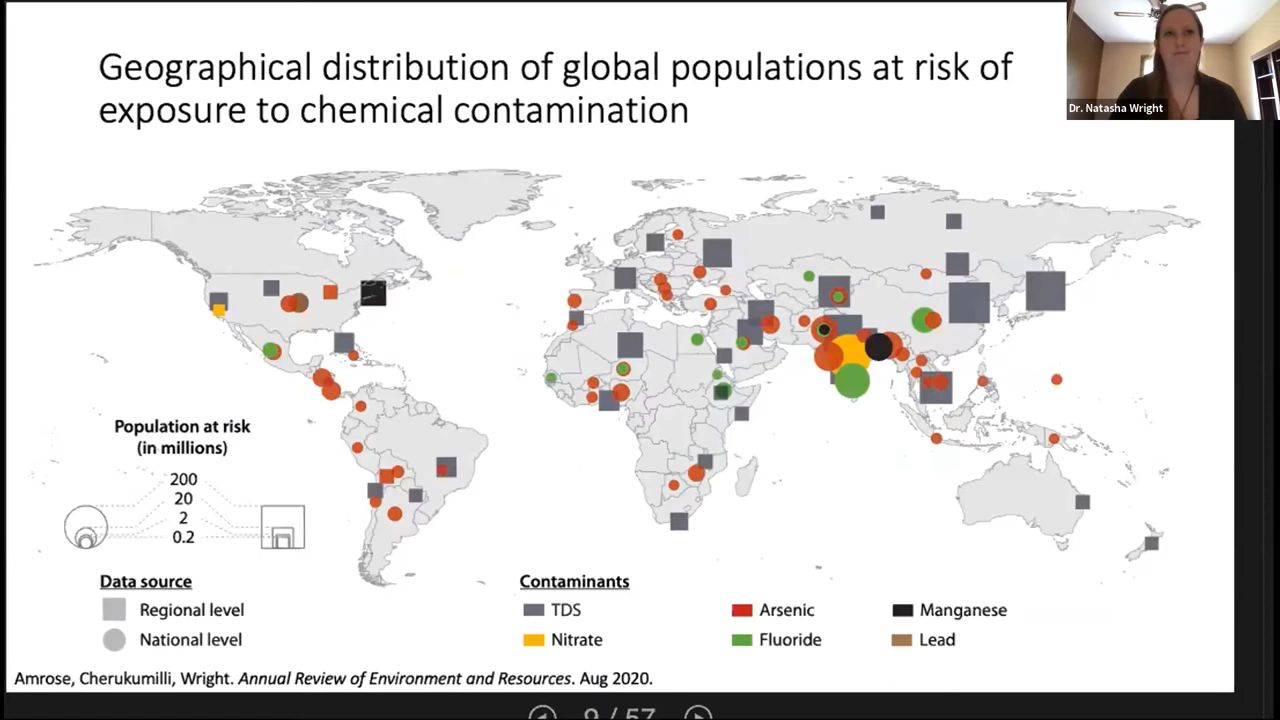 Geographical distribution of global populations at risk of
exposure to chemical contamination
Dr. Natasha Wright
Population at risk
(in millions)
200
20
2
0.2
Data source
Regional level
National level
Contaminants
TDS
Arsenic
Manganese
Nitrate
Fluoride
Lead
Amrose, Cherukumilli, Wright. Annual Review of Environment and Resources. Aug 2020.
9 / 57